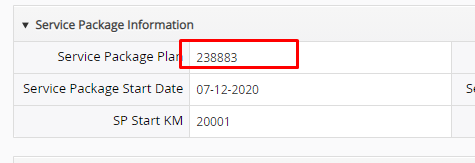 ▼ Service Package Information
Service Package Plan 238883
Service Package Start Date 07-12-2020
SP Start KM 20001